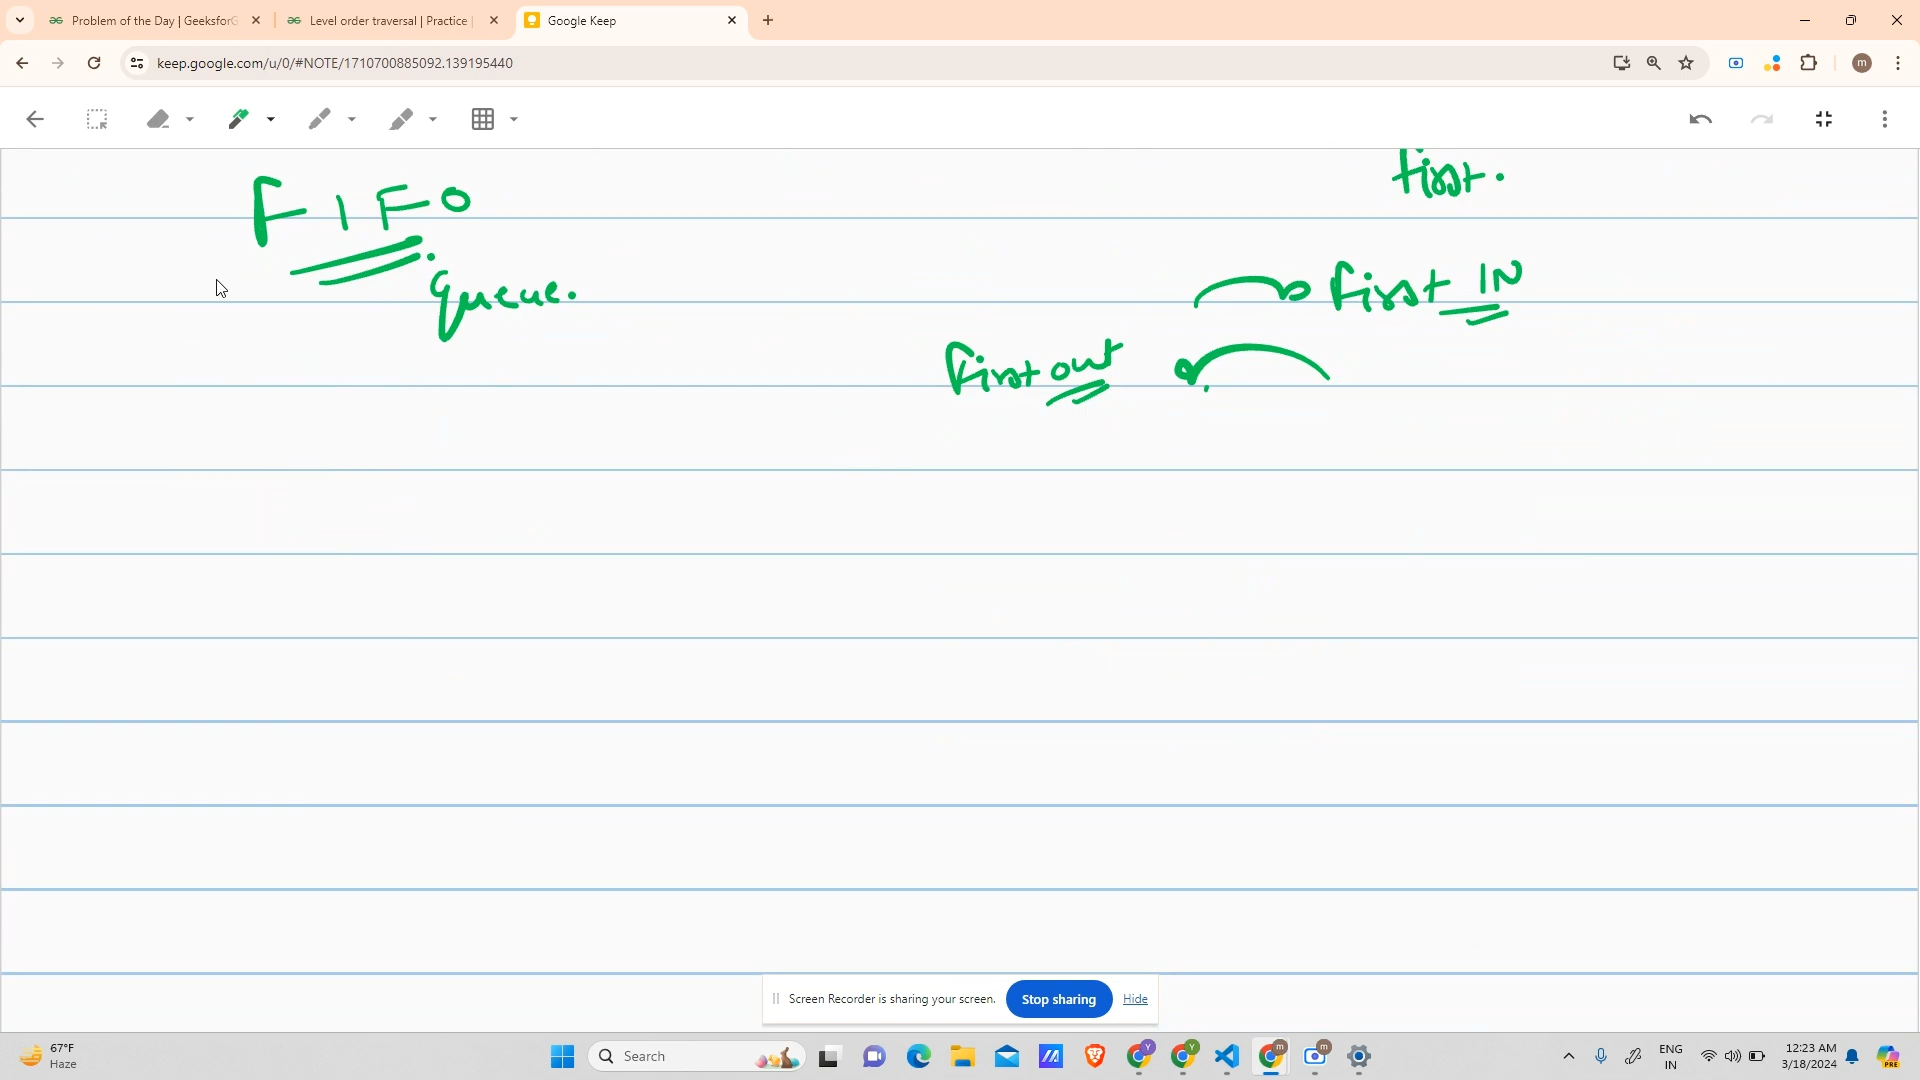 Problem of the Day | GeeksforG
Level order traversal | Practice |
Google Keep
keep.google.com/u/0/#NOTE/1710700885092.139195440
first.
FIFO
queue.
First IN
First out
Screen Recorder is sharing your screen.
Stop sharing
Hide
67°F
Haze
Search
ENG
IN
12:23 AM
3/18/2024